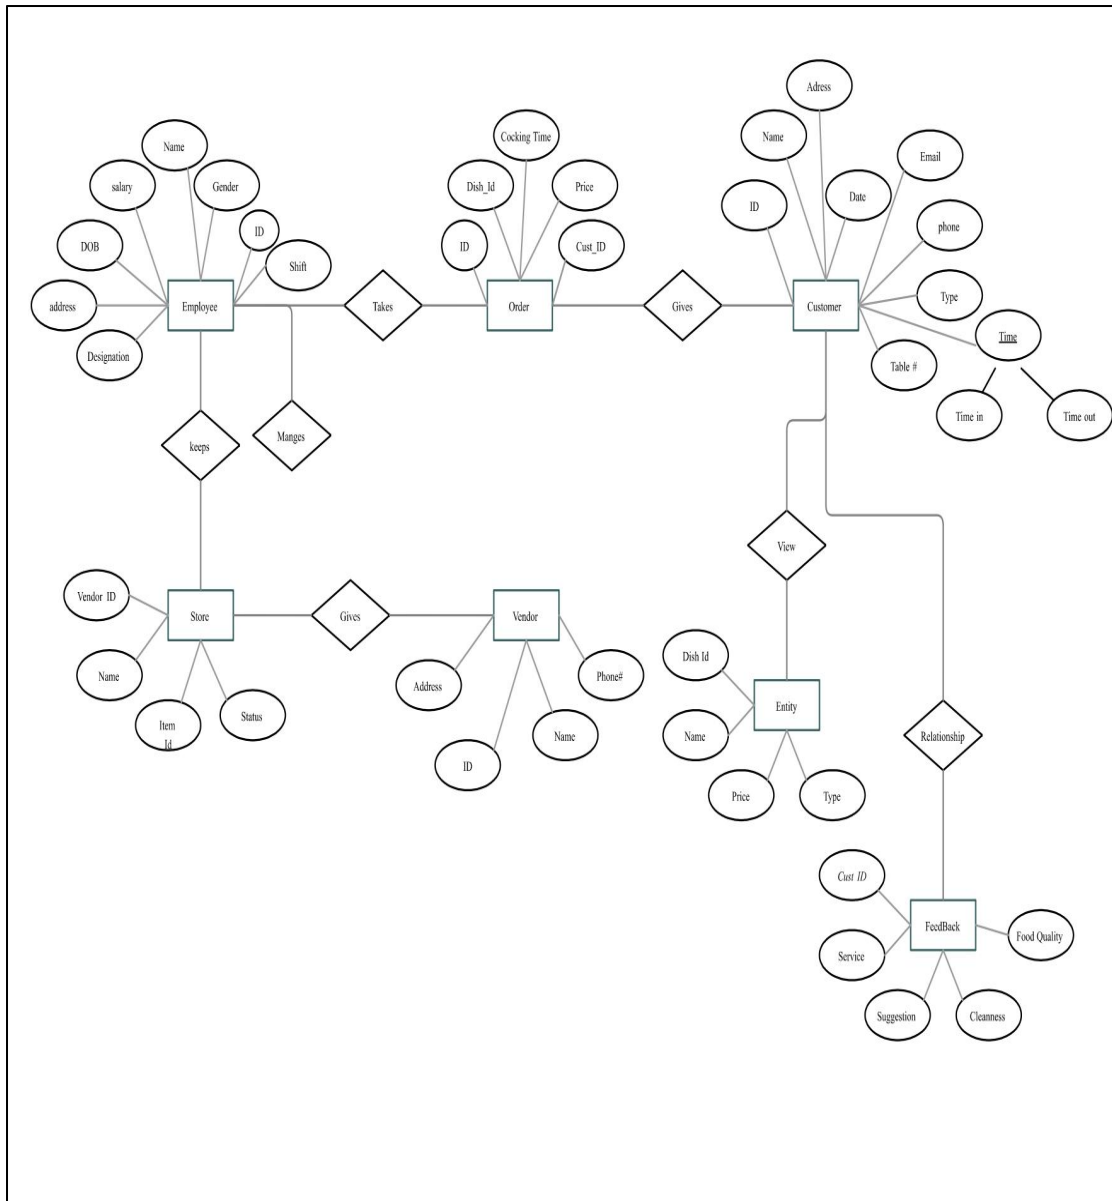 Adress
Name
Cocking Time
Name
Email
salary
Gender
Dish_Id
Price
Date
ID
phone
ID
DOB
ID
Cust_ID
Shift
Type
address
Employee
Takes
Order
Gives
Customer
Time
Designation
Table #
Time in
Time out
keeps
Manges
View
Vendor ID
Store
Gives
Vendor
Dish Id
Name
Address
Phone#
Item
Id
Status
Name
Entity
Name
Relationship
ID
Price
Type
Cust ID
FeedBack
Food Quality
Service
Suggestion
Cleanness